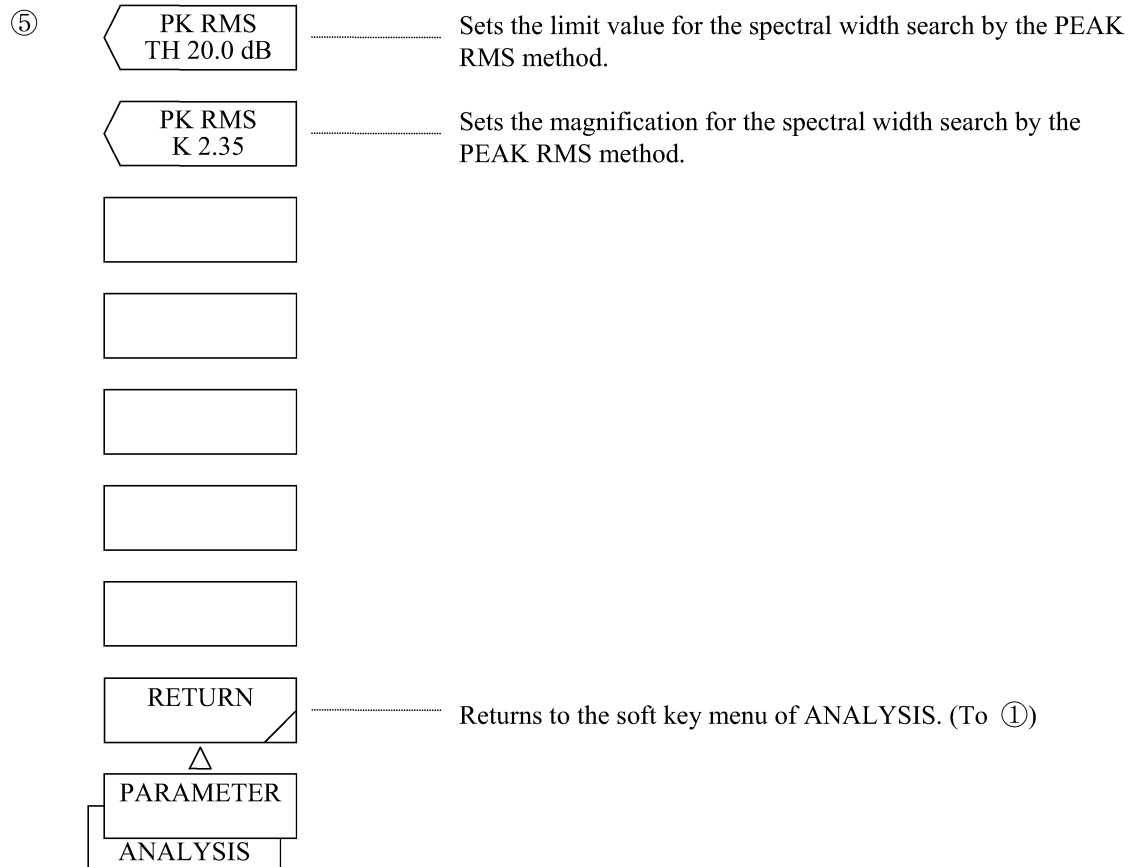 ⑤
PK RMS
TH 20.0 dB
Sets the limit value for the spectral width search by the PEAK
RMS method.
PK RMS
K 2.35
Sets the magnification for the spectral width search by the
PEAK RMS method.
RETURN
Returns to the soft key menu of ANALYSIS. (To ①)
PARAMETER
ANALYSIS